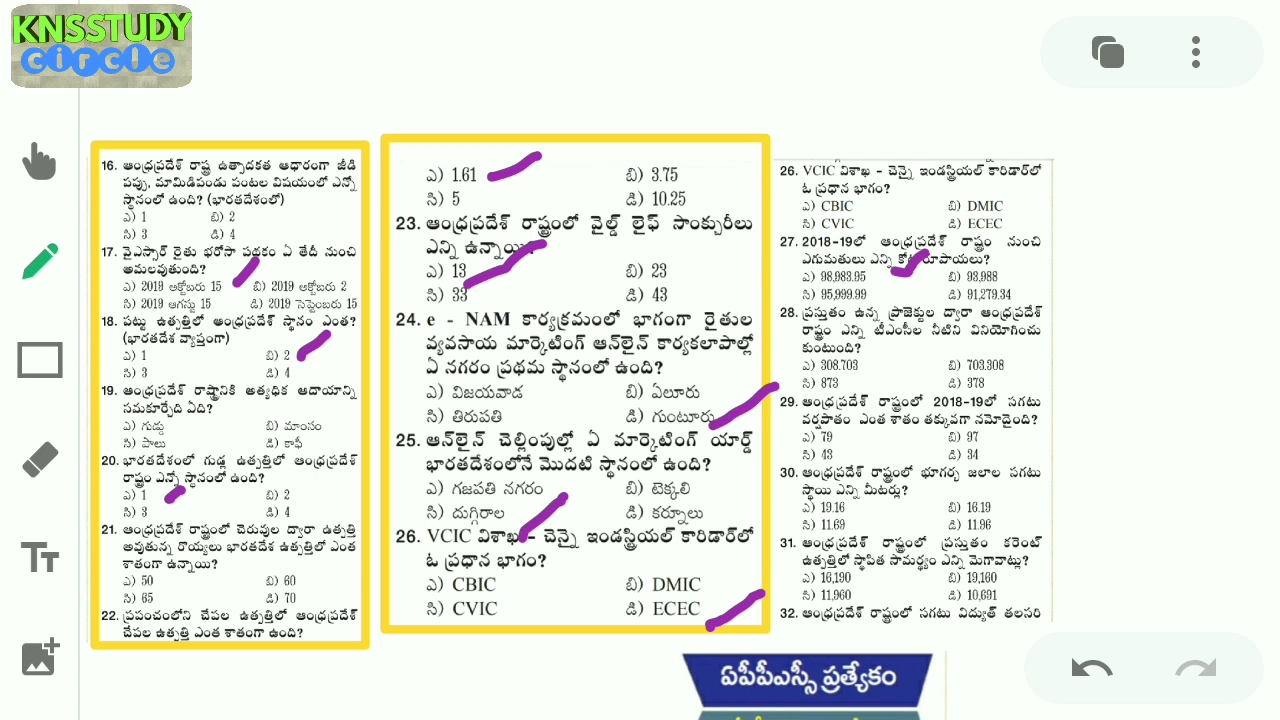 KNSSTUDY
circle
16. ఆంధ్రప్రదేశ్ రాష్ట్ర ఉత్పాదకత ఆధారంగా జీడి
పప్పు, మామిడిపండు పంటల విషయంలో ఎన్నో
స్థానంలో ఉంది? (భారతదేశంలో)
ఎ) 1 బి) 2
సి) 3 డి) 4
17. వైఎస్సార్ రైతు భరోసా పథకం ఏ తేదీ నుంచి
అమలవుతుంది?
ఎ) 2019 అక్టోబరు 15 బి) 2019 అక్టోబరు 2
సి) 2019 ఆగస్టు 15 డి) 2019 సెప్టెంబరు 15
18. పట్టు ఉత్పత్తిలో ఆంధ్రప్రదేశ్ స్థానం ఎంత?
(భారతదేశ వ్యాప్తంగా)
ఎ) 1 బి) 2
సి) 3 డి) 4
19. ఆంధ్రప్రదేశ్ రాష్ట్రానికి అత్యధిక ఆదాయాన్ని
సమకూర్చేది ఏది?
ఎ) గుడ్లు బి) మాంసం
సి) పాలు డి) కాఫీ
20. భారతదేశంలో గుడ్ల ఉత్పత్తిలో ఆంధ్రప్రదేశ్
రాష్ట్రం ఎన్నో స్థానంలో ఉంది?
ఎ) 1 బి) 2
సి) 3 డి) 4
21. ఆంధ్రప్రదేశ్ రాష్ట్రంలో చెరువుల ద్వారా ఉత్పత్తి
అవుతున్న రొయ్యలు భారతదేశ ఉత్పత్తిలో ఎంత
శాతంగా ఉన్నాయి?
ఎ) 50 బి) 60
సి) 65 డి) 70
22. ప్రపంచంలోని చేపల ఉత్పత్తిలో ఆంధ్రప్రదేశ్
చేపల ఉత్పత్తి ఎంత శాతంగా ఉంది?
ఎ) 1.61 బి) 3.75
సి) 5 డి) 10.25
23. ఆంధ్రప్రదేశ్ రాష్ట్రంలో వైల్డ్ లైఫ్ సాంక్చురీలు
ఎన్ని ఉన్నాయి?
ఎ) 13 బి) 23
సి) 33 డి) 43
24. e - NAM కార్యక్రమంలో భాగంగా రైతుల
వ్యవసాయ మార్కెటింగ్ ఆన్‌లైన్ కార్యకలాపాల్లో
ఏ నగరం ప్రథమ స్థానంలో ఉంది?
ఎ) విజయవాడ బి) ఏలూరు
సి) తిరుపతి డి) గుంటూరు
25. ఆన్‌లైన్ చెల్లింపుల్లో ఏ మార్కెటింగ్ యార్డ్
భారతదేశంలోనే మొదటి స్థానంలో ఉంది?
ఎ) గజపతి నగరం బి) టెక్కలి
సి) దుగ్గిరాల డి) కర్నూలు
26. VCIC విశాఖ - చెన్నై ఇండస్ట్రియల్ కారిడార్‌లో
ఓ ప్రధాన భాగం?
ఎ) CBIC బి) DMIC
సి) CVIC డి) ECEC
26. VCIC విశాఖ - చెన్నై ఇండస్ట్రియల్ కారిడార్‌లో
ఓ ప్రధాన భాగం?
ఎ) CBIC బి) DMIC
సి) CVIC డి) ECEC
27. 2018-19లో ఆంధ్రప్రదేశ్ రాష్ట్రం నుంచి
ఎగుమతులు ఎన్ని కోట్ల రూపాయలు?
ఎ) 98,983.95 బి) 93,988
సి) 95,999.99 డి) 91,279.34
28. ప్రస్తుతం ఉన్న ప్రాజెక్టుల ద్వారా ఆంధ్రప్రదేశ్
రాష్ట్రం ఎన్ని టీఎంసీల నీటిని వినియోగించు
కుంటుంది?
ఎ) 308.703 బి) 703.308
సి) 873 డి) 378
29. ఆంధ్రప్రదేశ్ రాష్ట్రంలో 2018-19లో సగటు
వర్షపాతం ఎంత శాతం తక్కువగా నమోదైంది?
ఎ) 79 బి) 97
సి) 43 డి) 34
30. ఆంధ్రప్రదేశ్ రాష్ట్రంలో భూగర్భ జలాల సగటు
స్థాయి ఎన్ని మీటర్లు?
ఎ) 19.16 బి) 16.19
సి) 11.69 డి) 11.96
31. ఆంధ్రప్రదేశ్ రాష్ట్రంలో ప్రస్తుతం కరెంట్
ఉత్పత్తిలో స్థాపిత సామర్థ్యం ఎన్ని మెగావాట్లు?
ఎ) 16,190 బి) 19,160
సి) 11,960 డి) 10,691
32. ఆంధ్రప్రదేశ్ రాష్ట్రంలో సగటు విద్యుత్ తలసరి
ఏపీపీఎస్సీ ప్రత్యేకం
Tт